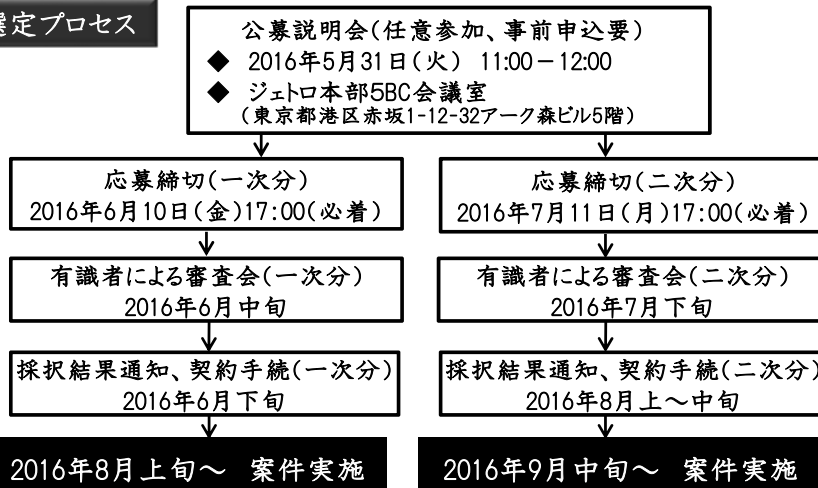 選定プロセス
公募説明会(任意参加、事前申込要)
◆ 2016年5月31日(火) 11:00－12:00
◆ ジェトロ本部5BC会議室
(東京都港区赤坂1-12-32アーク森ビル5階)
応募締切(一次分)
2016年6月10日(金)17:00(必着)
有識者による審査会(一次分)
2016年6月中旬
採択結果通知、契約手続(一次分)
2016年6月下旬
2016年8月上旬～ 案件実施
応募締切(二次分)
2016年7月11日(月)17:00(必着)
有識者による審査会(二次分)
2016年7月下旬
採択結果通知、契約手続(二次分)
2016年8月上～中旬
2016年9月中旬～ 案件実施